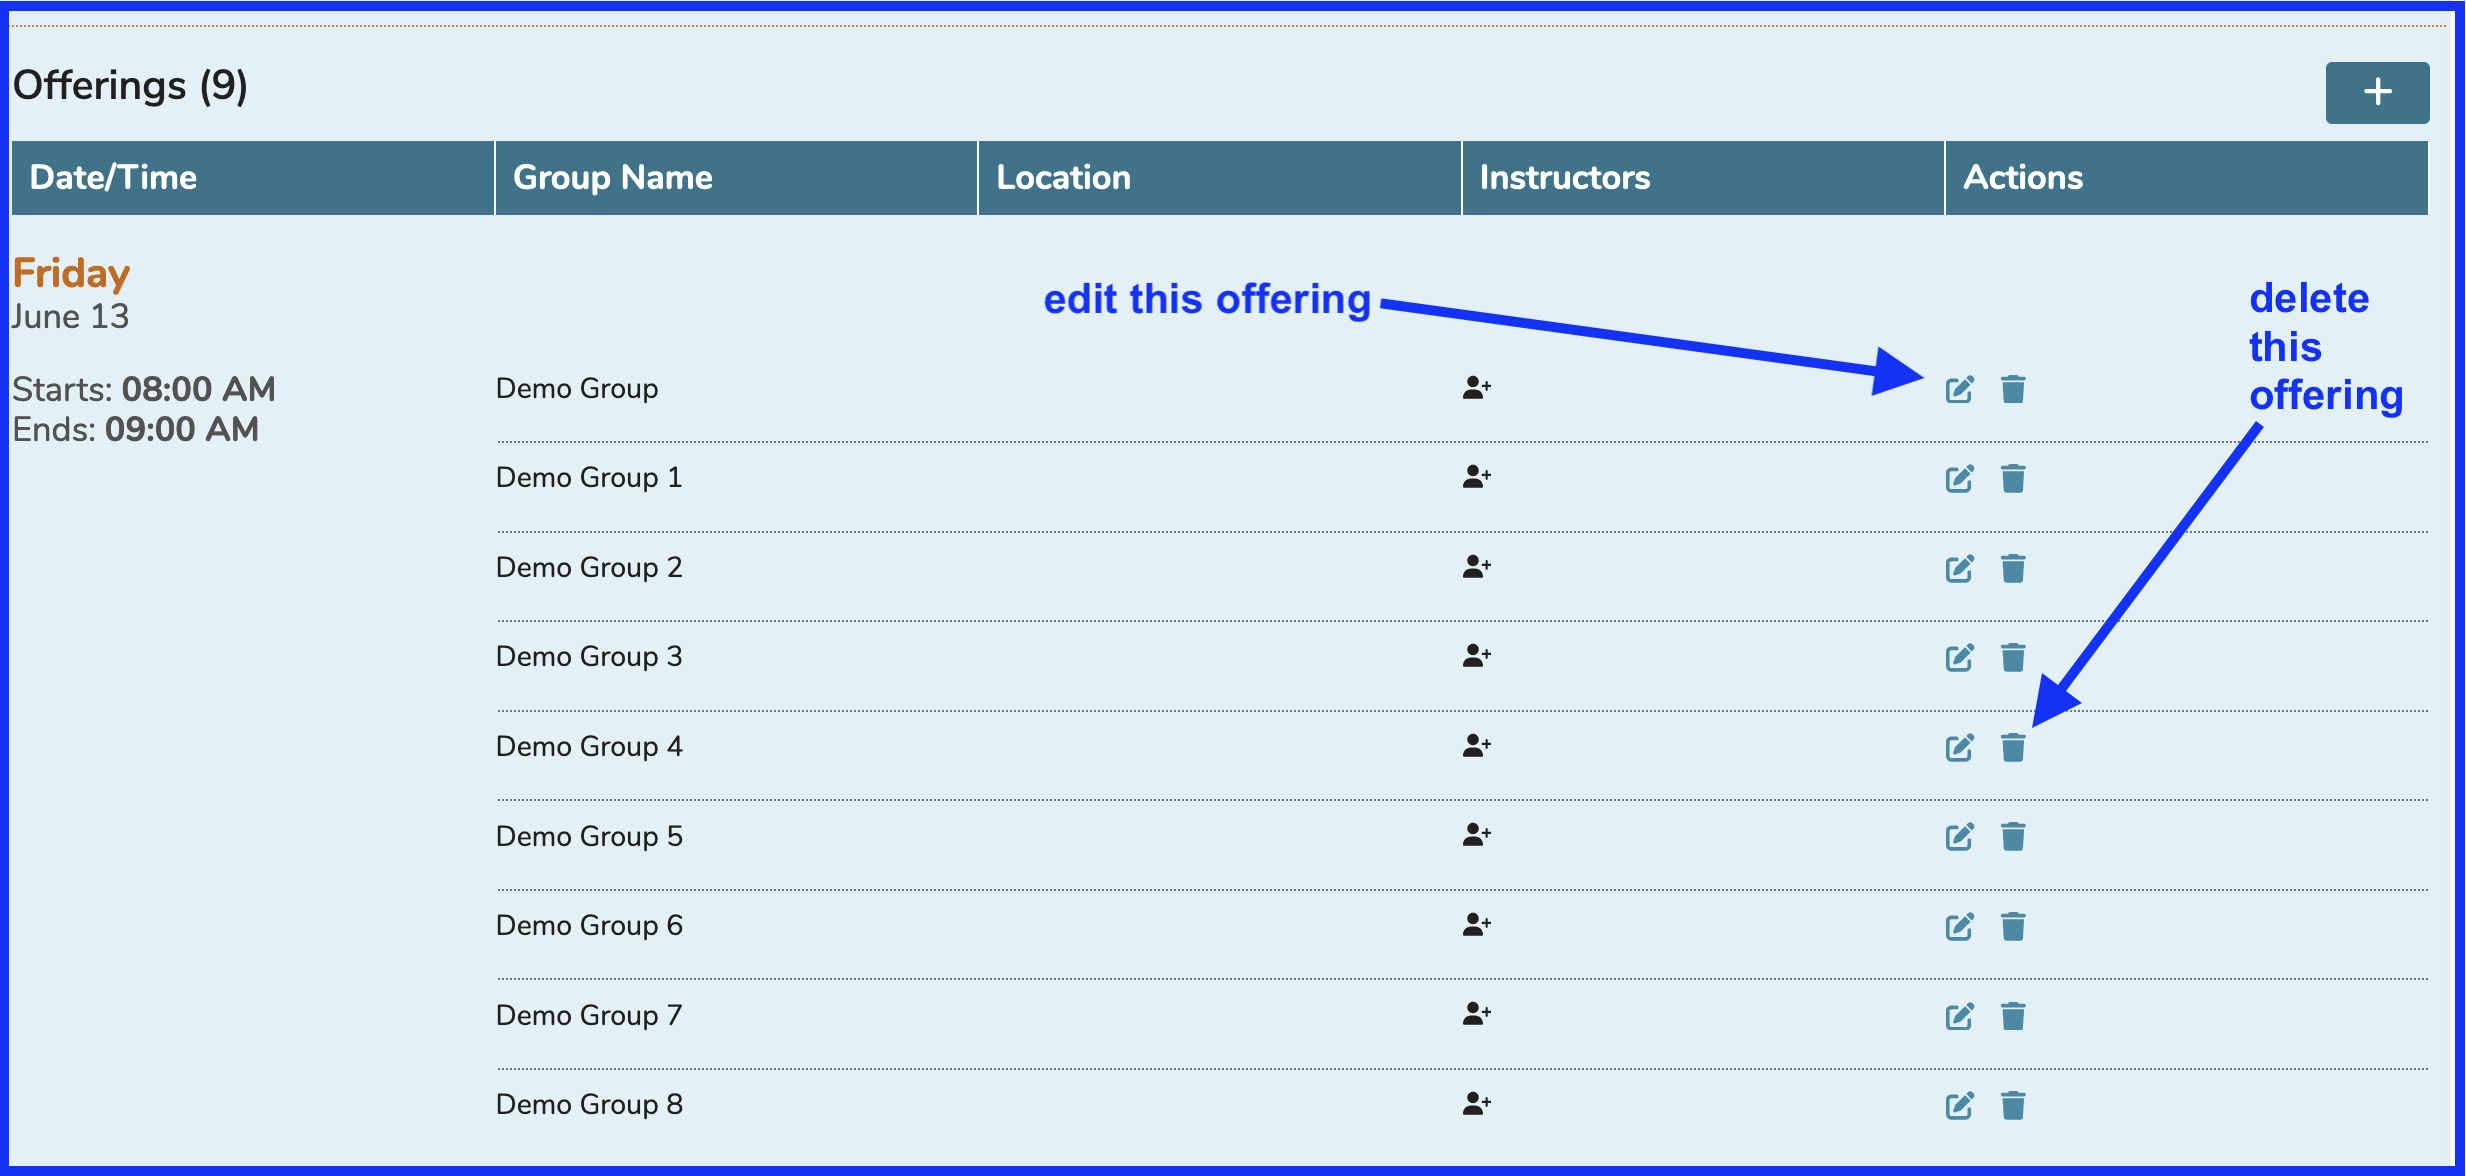 Offerings (9)
+
Date/Time Group Name Location Instructors Actions
Friday
June 13
edit this offering
delete
this
offering
Starts: 08:00 AM
Ends: 09:00 AM
Demo Group
Demo Group 1
Demo Group 2
Demo Group 3
Demo Group 4
Demo Group 5
Demo Group 6
Demo Group 7
Demo Group 8